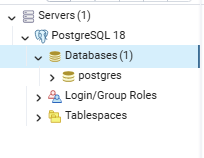 Servers (1)
PostgreSQL 18
Databases (1)
postgres
Login/Group Roles
Tablespaces